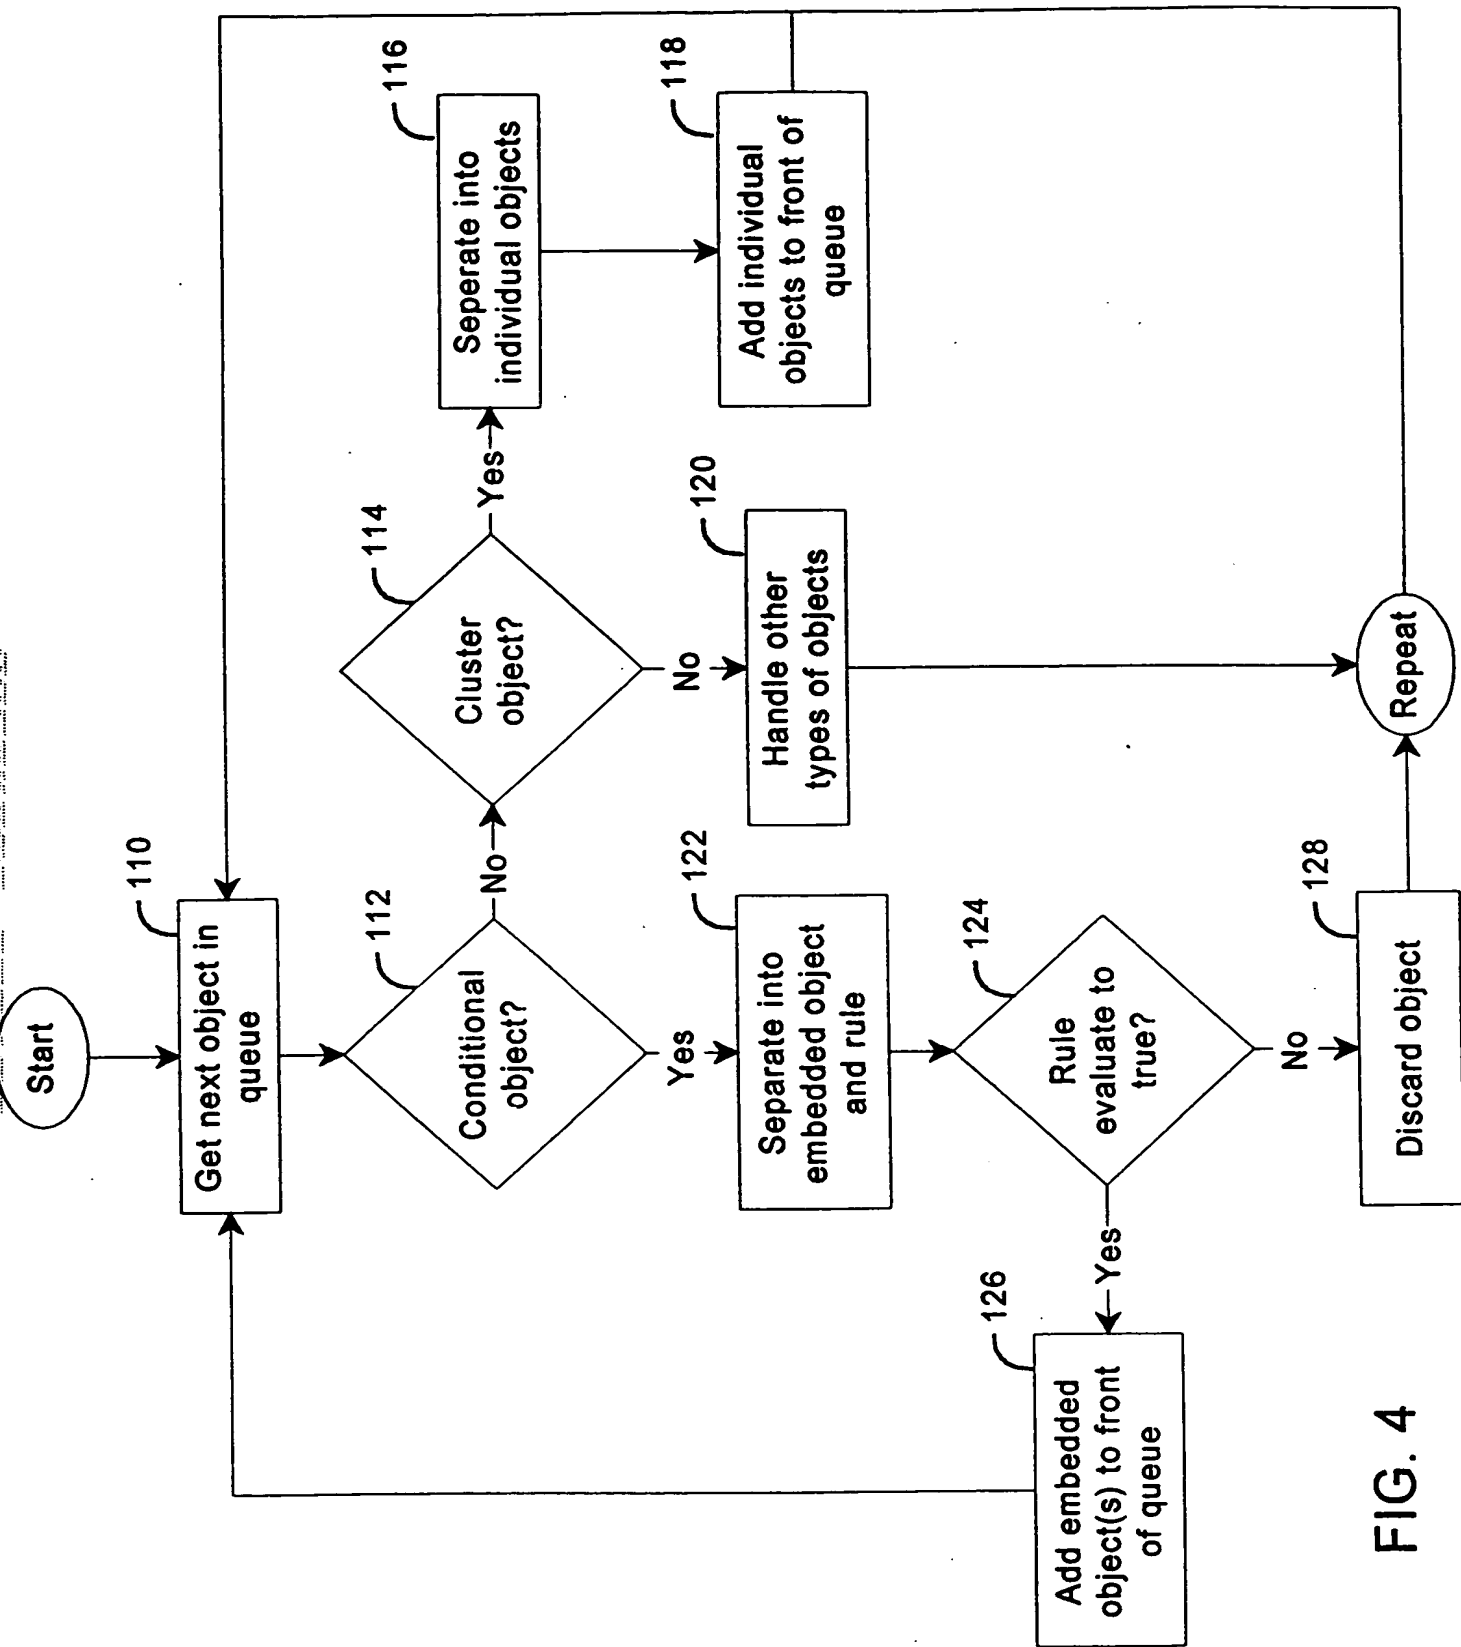 Start
110
Get next object in
queue
112
Conditional
object?
No
114
Cluster
object?
Yes
116
Seperate into
individual objects
118
Add individual
objects to front of
queue
No
120
Handle other
types of objects
Yes
122
Separate into
embedded object
and rule
124
Rule
evaluate to
true?
Yes
126
Add embedded
object(s) to front
of queue
No
128
Discard object
Repeat
FIG. 4